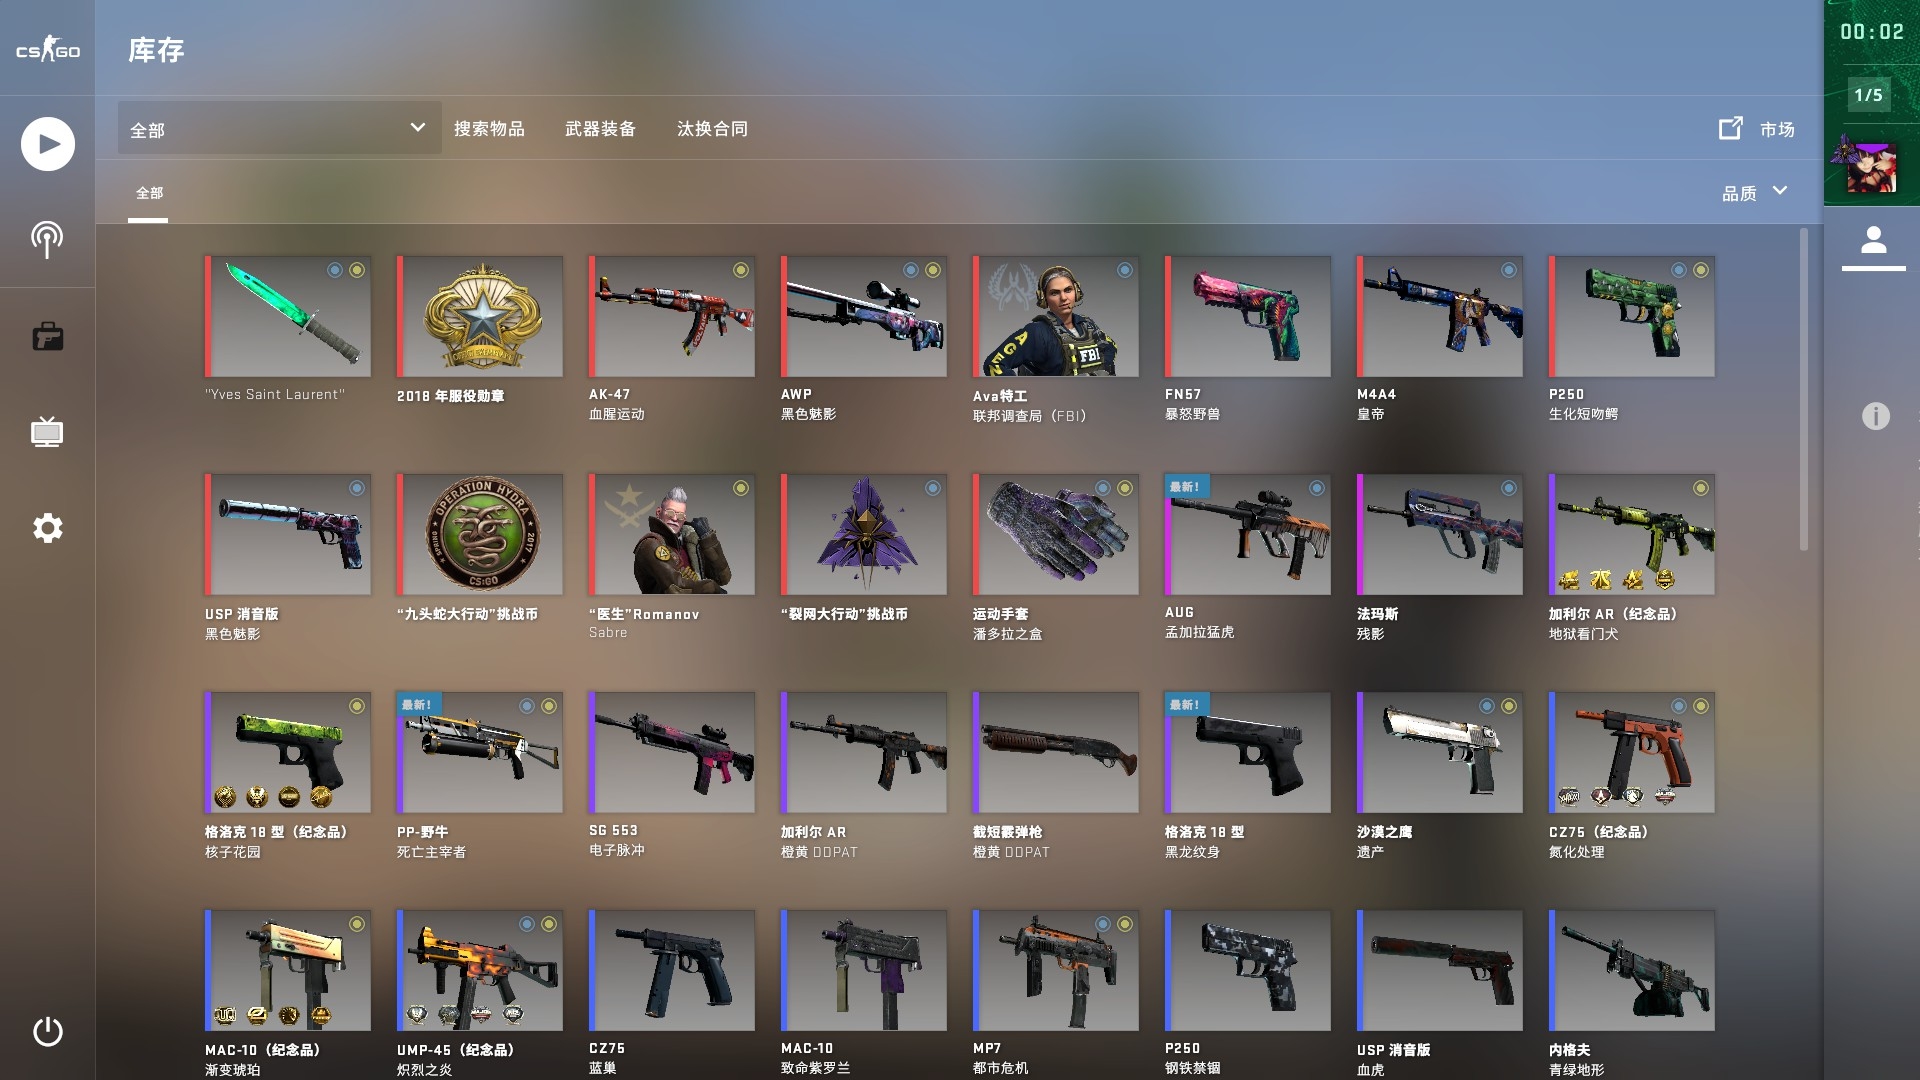 CS GO
库存
00:02
1/5
全部
搜索物品
武器装备
汰换合同
市场
全部
品质
FBI
"Yves Saint Laurent"
2018 年服役勋章
AK-47
血腥运动
AWP
黑色魅影
Ava特工
联邦调查局（FBI）
FN57
暴怒野兽
M4A4
皇帝
P250
生化短吻鳄
OPERATION HYDRA
SPRING 2017
CS:GO
最新！
USP 消音版
黑色魅影
“九头蛇大行动”挑战币
“医生”Romanov
Sabre
“裂网大行动”挑战币
运动手套
潘多拉之盒
AUG
孟加拉猛虎
法玛斯
残影
加利尔 AR（纪念品）
地狱看门犬
最新！
最新！
格洛克 18 型（纪念品）
核子花园
PP-野牛
死亡主宰者
SG 553
电子脉冲
加利尔 AR
橙黄 DDPAT
截短霰弹枪
橙黄 DDPAT
格洛克 18 型
黑龙纹身
沙漠之鹰
遗产
CZ75（纪念品）
氮化处理
MAC-10（纪念品）
渐变琥珀
UMP-45（纪念品）
炽烈之炎
CZ75
蓝巢
MAC-10
致命紫罗兰
MP7
都市危机
P250
钢铁禁锢
USP 消音版
血虎
内格夫
青绿地形